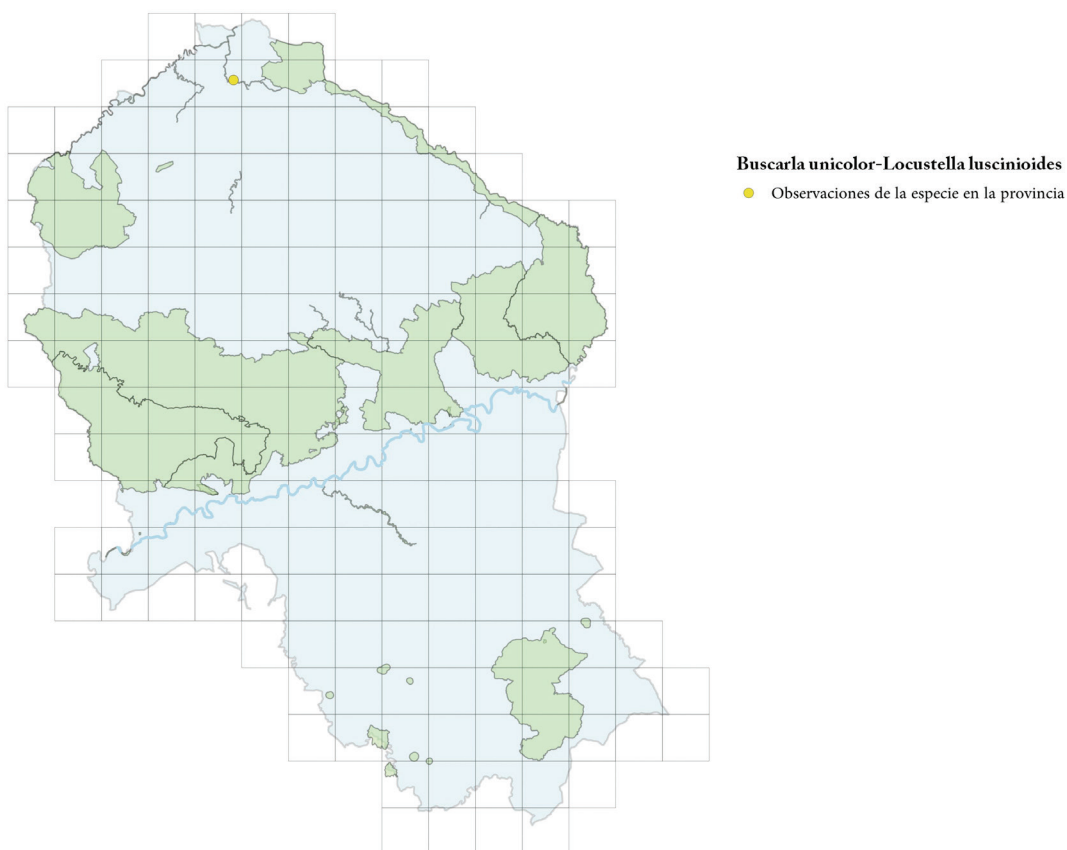 Buscarla unicolor-Locustella luscinioides
Observaciones de la especie en la provincia